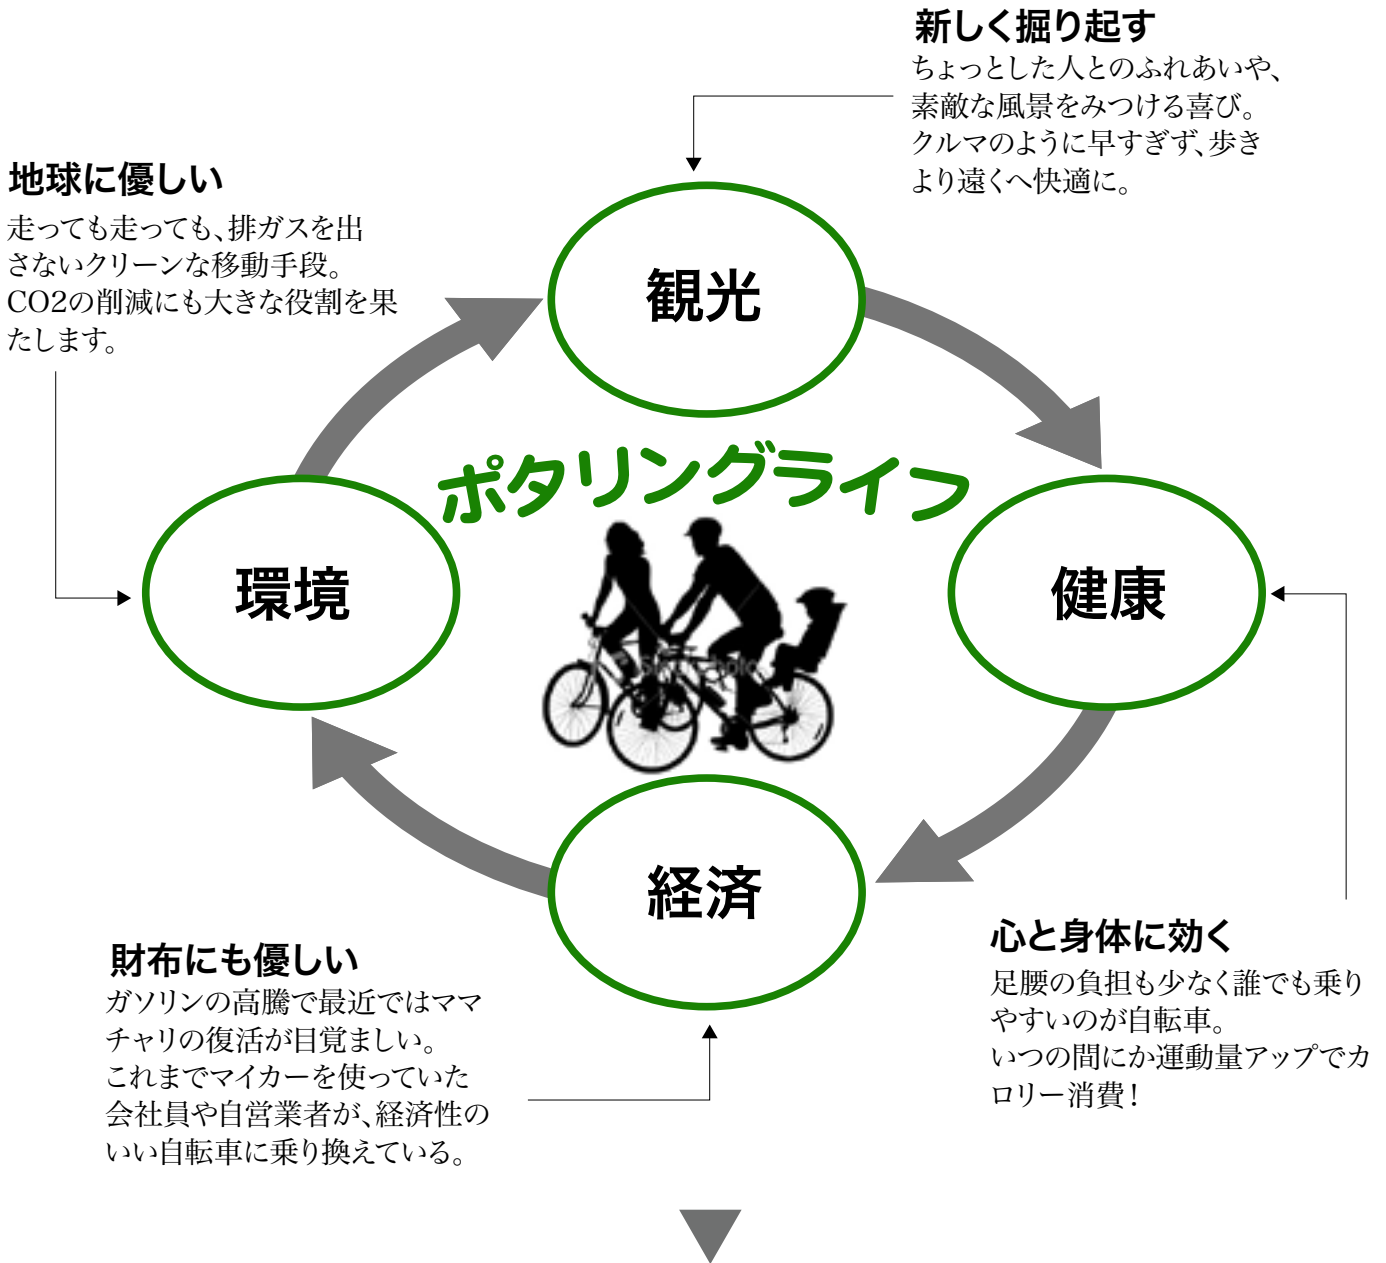 新しく掘り起す
ちょっとした人とのふれあいや、
素敵な風景をみつける喜び。
クルマのように早すぎず、歩き
より遠くへ快適に。
地球に優しい
走っても走っても、排ガスを出
さないクリーンな移動手段。
CO2の削減にも大きな役割を果
たします。
観光
ポタリングライフ
環境
健康
経済
財布にも優しい
ガソリンの高騰で最近ではママ
チャリの復活が目覚ましい。
これまでマイカーを使っていた
会社員や自営業者が、経済性の
いい自転車に乗り換えている。
心と身体に効く
足腰の負担も少なく誰でも乗り
やすいのが自転車。
いつの間にか運動量アップでカ
ロリー消費！